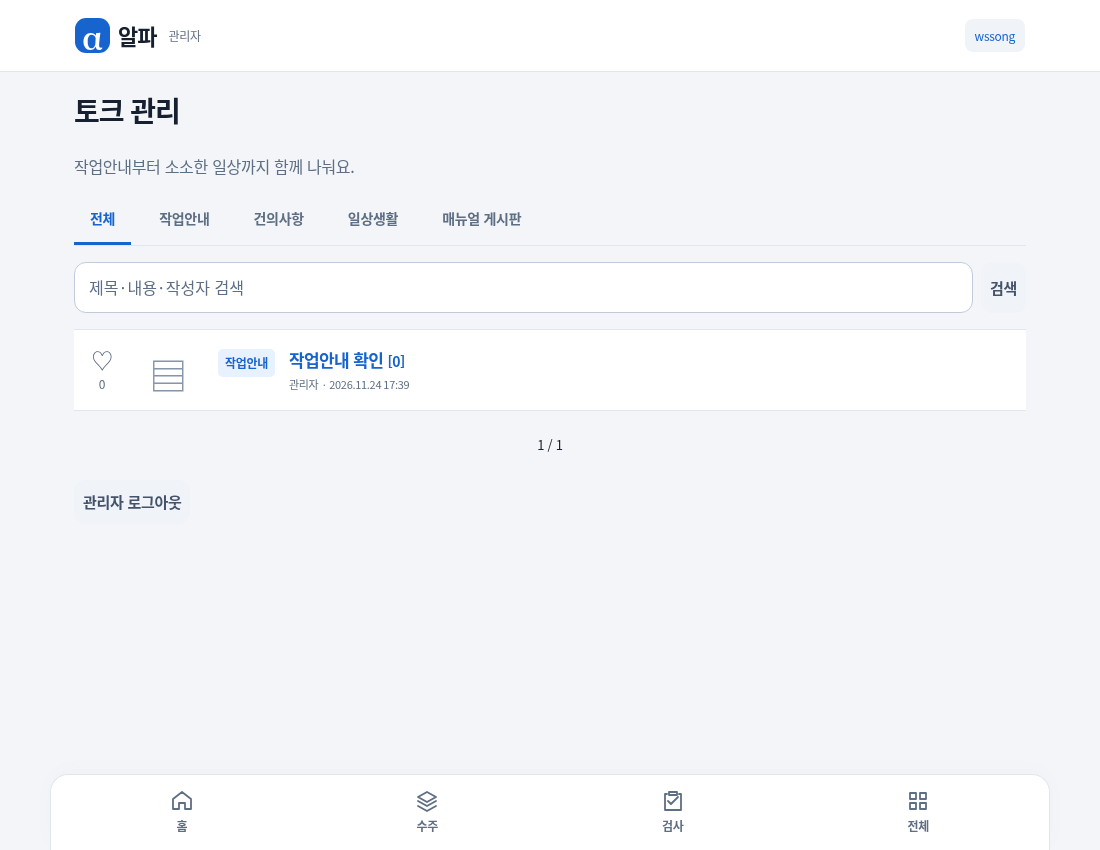 α 알파 관리자 wssong
토크 관리
작업안내부터 소소한 일상까지 함께 나눠요.
전체 작업안내 건의사항 일상생활 매뉴얼 게시판
제목·내용·작성자 검색 검색
작업안내 작업안내 확인 [0]
♡ 0 관리자 · 2026.11.24 17:39
1 / 1
관리자 로그아웃
홈 수주 검사 전체